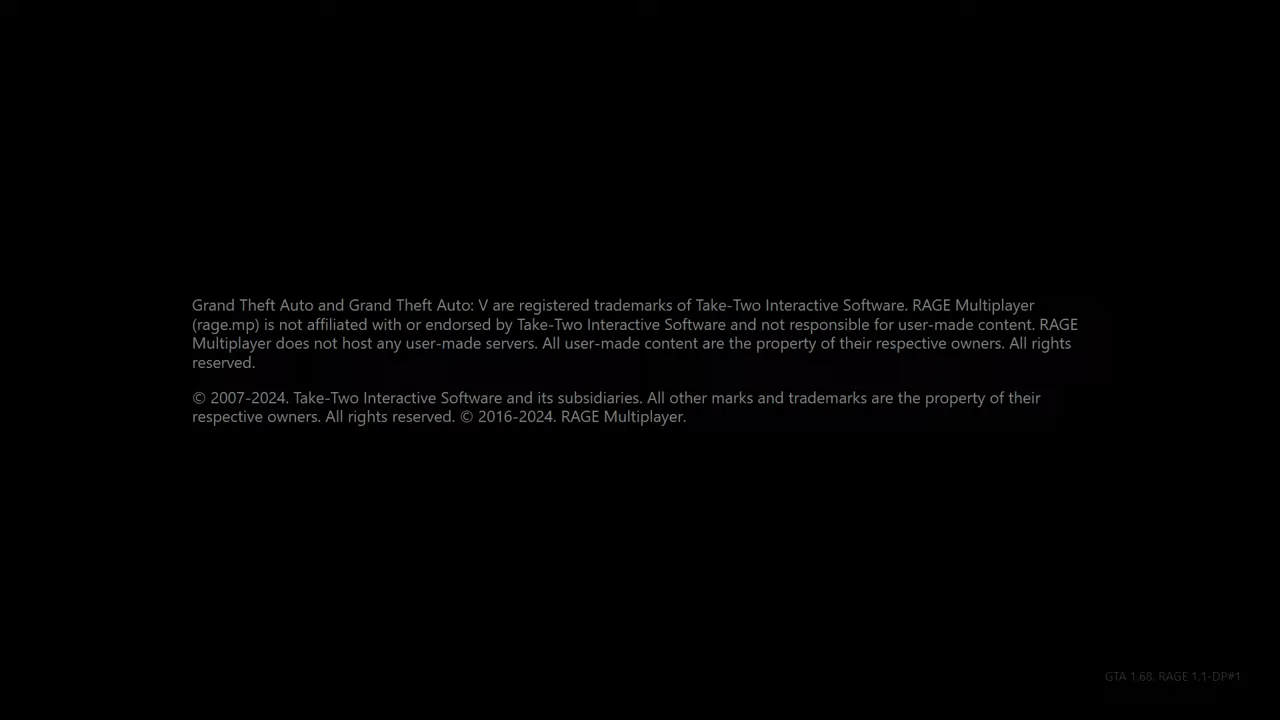 Grand Theft Auto and Grand Theft Auto: V are registered trademarks of Take-Two Interactive Software. RAGE Multiplayer
(rage.mp) is not affiliated with or endorsed by Take-Two Interactive Software and not responsible for user-made content. RAGE
Multiplayer does not host any user-made servers. All user-made content are the property of their respective owners. All rights
reserved.
© 2007-2024. Take-Two Interactive Software and its subsidiaries. All other marks and trademarks are the property of their
respective owners. All rights reserved. © 2016-2024. RAGE Multiplayer.
GTA 1.68. RAGE 1.1-DP#1